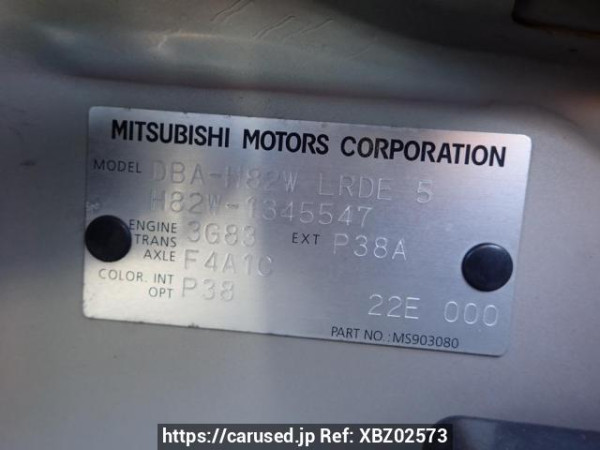 MITSUBISHI MOTORS CORPORATION
MODEL DBA-H82W LRDE 5
H82W-1345547
ENGINE 3G83 EXT P38A
TRANS
AXLE F4A1C
COLOR. INT P38
OPT 22E 000
PART NO.:MS903080
https://carused.jp Ref: XBZ02573